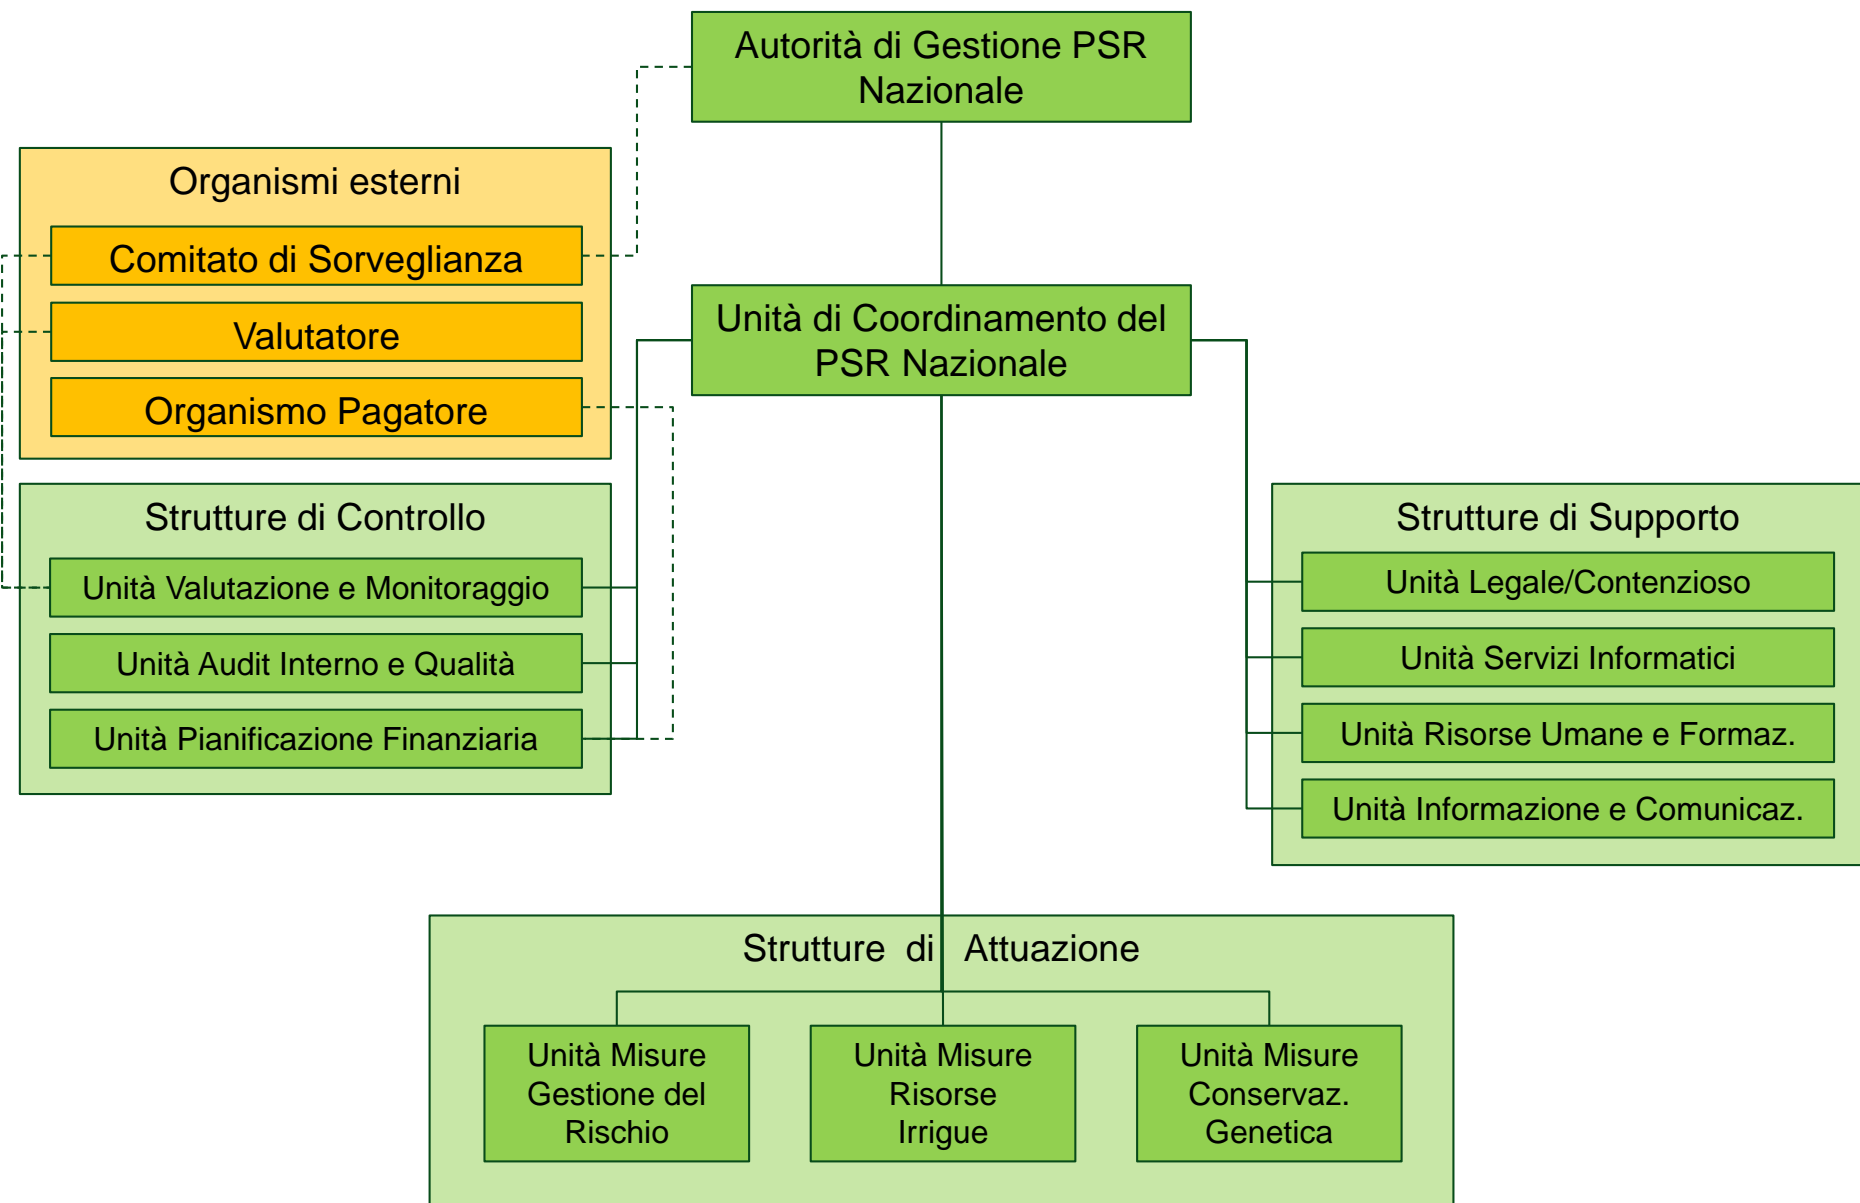 Autorità di Gestione PSR
Nazionale
Organismi esterni
Comitato di Sorveglianza
Valutatore
Organismo Pagatore
Unità di Coordinamento del
PSR Nazionale
Strutture di Controllo
Unità Valutazione e Monitoraggio
Unità Audit Interno e Qualità
Unità Pianificazione Finanziaria
Strutture di Supporto
Unità Legale/Contenzioso
Unità Servizi Informatici
Unità Risorse Umane e Formaz.
Unità Informazione e Comunicaz.
Strutture di Attuazione
Unità Misure
Gestione del
Rischio
Unità Misure
Risorse
Irrigue
Unità Misure
Conservaz.
Genetica